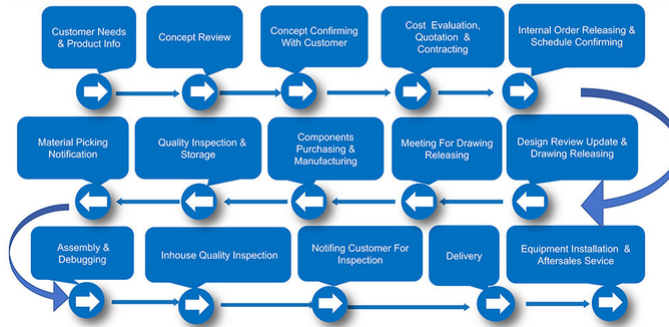 Customer Needs
& Product Info
Concept Review
Concept Confirming
With Customer
Cost Evaluation,
Quotation &
Contracting
Internal Order Releasing &
Schedule Confirming
Material Picking
Notification
Quality Inspection &
Storage
Components
Purchasing &
Manufacturing
Meeting For Drawing
Releasing
Design Review Update &
Drawing Releasing
Assembly &
Debugging
Inhouse Quality Inspection
Notifing Customer For
Inspection
Delivery
Equipment Installation &
Aftersales Sevice